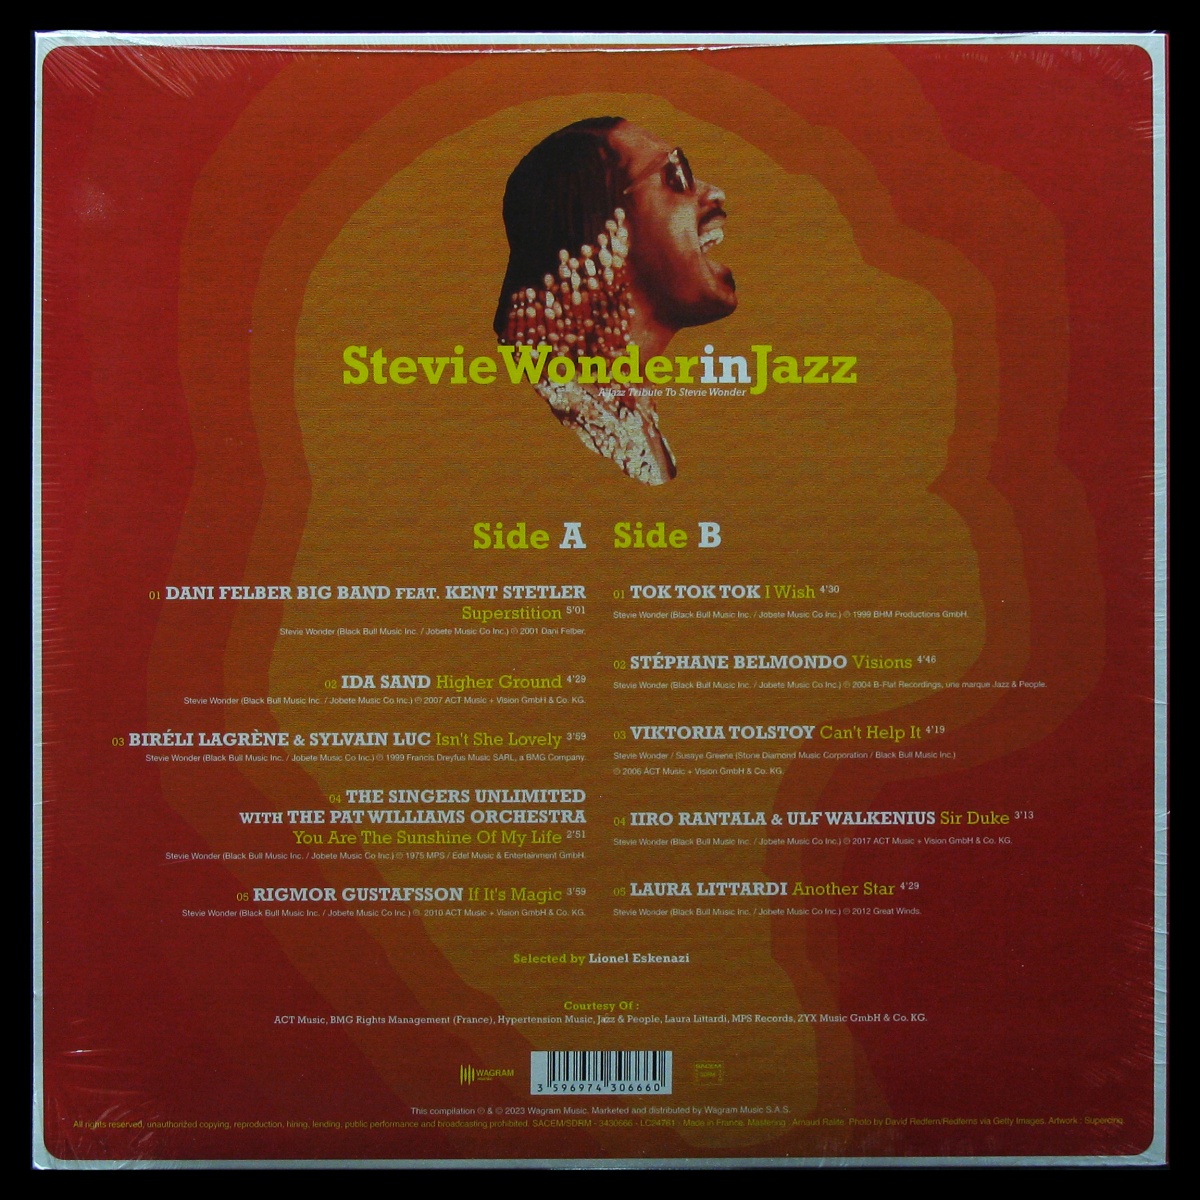 StevieWonderinJazz
A Jazz Tribute To Stevie Wonder
Side A
01 DANI FELBER BIG BAND FEAT. KENT STETLER
Superstition 5'01
Stevie Wonder (Black Bull Music Inc. / Jobete Music Co Inc.) ℗ 2001 Dani Felber.
02 IDA SAND Higher Ground 4'29
Stevie Wonder (Black Bull Music Inc. / Jobete Music Co Inc.) ℗ 2007 ACT Music + Vision GmbH & Co. KG.
03 BIRÉLI LAGRÈNE & SYLVAIN LUC Isn't She Lovely 3'59
Stevie Wonder (Black Bull Music Inc. / Jobete Music Co Inc.) ℗ 1999 Francis Dreyfus Music SARL, a BMG Company.
04 THE SINGERS UNLIMITED
WITH THE PAT WILLIAMS ORCHESTRA
You Are The Sunshine Of My Life 2'51
Stevie Wonder (Black Bull Music Inc. / Jobete Music Co Inc.) ℗ 1975 MPS / Edel Music & Entertainment GmbH.
05 RIGMOR GUSTAFSSON If It's Magic 3'59
Stevie Wonder (Black Bull Music Inc. / Jobete Music Co Inc.) ℗ 2010 ACT Music + Vision GmbH & Co. KG.
Side B
01 TOK TOK TOK I Wish 4'30
Stevie Wonder (Black Bull Music Inc. / Jobete Music Co Inc.) ℗ 1999 BHM Productions GmbH.
02 STÉPHANE BELMONDO Visions 4'46
Stevie Wonder (Black Bull Music Inc. / Jobete Music Co Inc.) ℗ 2004 B-Flat Recordings, une marque Jazz & People.
03 VIKTORIA TOLSTOY Can't Help It 4'19
Stevie Wonder / Susaye Greene (Stone Diamond Music Corporation / Black Bull Music Inc.)
℗ 2006 ACT Music + Vision GmbH & Co. KG.
04 IIRO RANTALA & ULF WALKENIUS Sir Duke 3'13
Stevie Wonder (Black Bull Music Inc. / Jobete Music Co Inc.) ℗ 2017 ACT Music + Vision GmbH & Co. KG.
05 LAURA LITTARDI Another Star 4'29
Stevie Wonder (Black Bull Music Inc. / Jobete Music Co Inc.) ℗ 2012 Great Winds.
Selected by Lionel Eskenazi
Courtesy Of :
ACT Music, BMG Rights Management (France), Hypertension Music, Jazz & People, Laura Littardi, MPS Records, ZYX Music GmbH & Co. KG.
WAGRAM
3 596974 306660
SACEM
SDRM
This compilation ℗ & © 2023 Wagram Music. Marketed and distributed by Wagram Music S.A.S.
All rights reserved, unauthorized copying, reproduction, hiring, lending, public performance and broadcasting prohibited. SACEM/SDRM - 3430666 - LC24761 - Made in France. Mastering : Arnaud Ralite. Photo by David Redfern/Redferns via Getty Images. Artwork : Supercinq